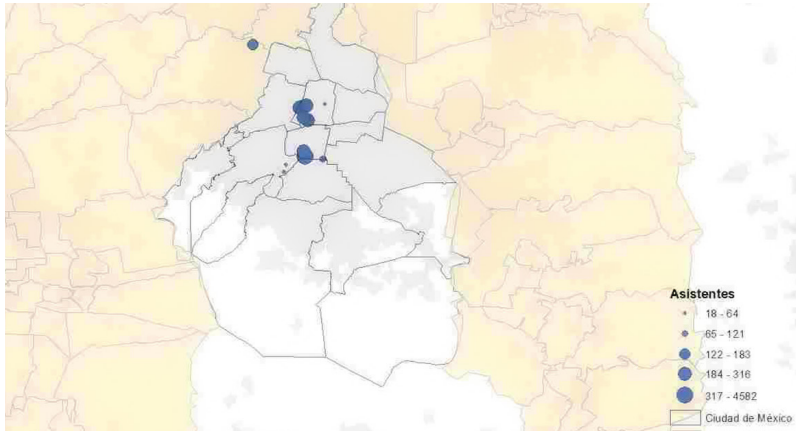 Asistentes
18 - 64
65 - 121
122 - 183
184 - 316
317 - 4582
Ciudad de México